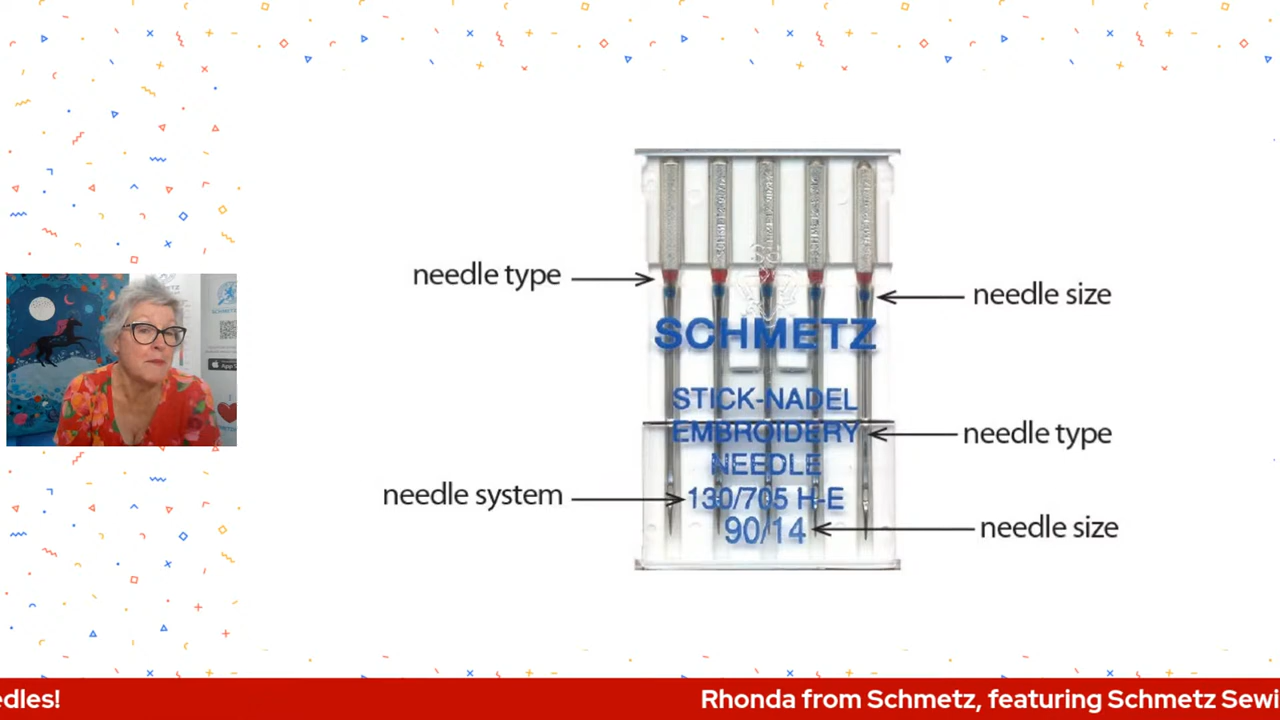 needle type
needle size
SCHMETZ
STICK-NADEL
EMBROIDERY
NEEDLE
needle type
needle system
130/705 H-E
90/14
needle size
edles!
Rhonda from Schmetz, featuring Schmetz Sewi